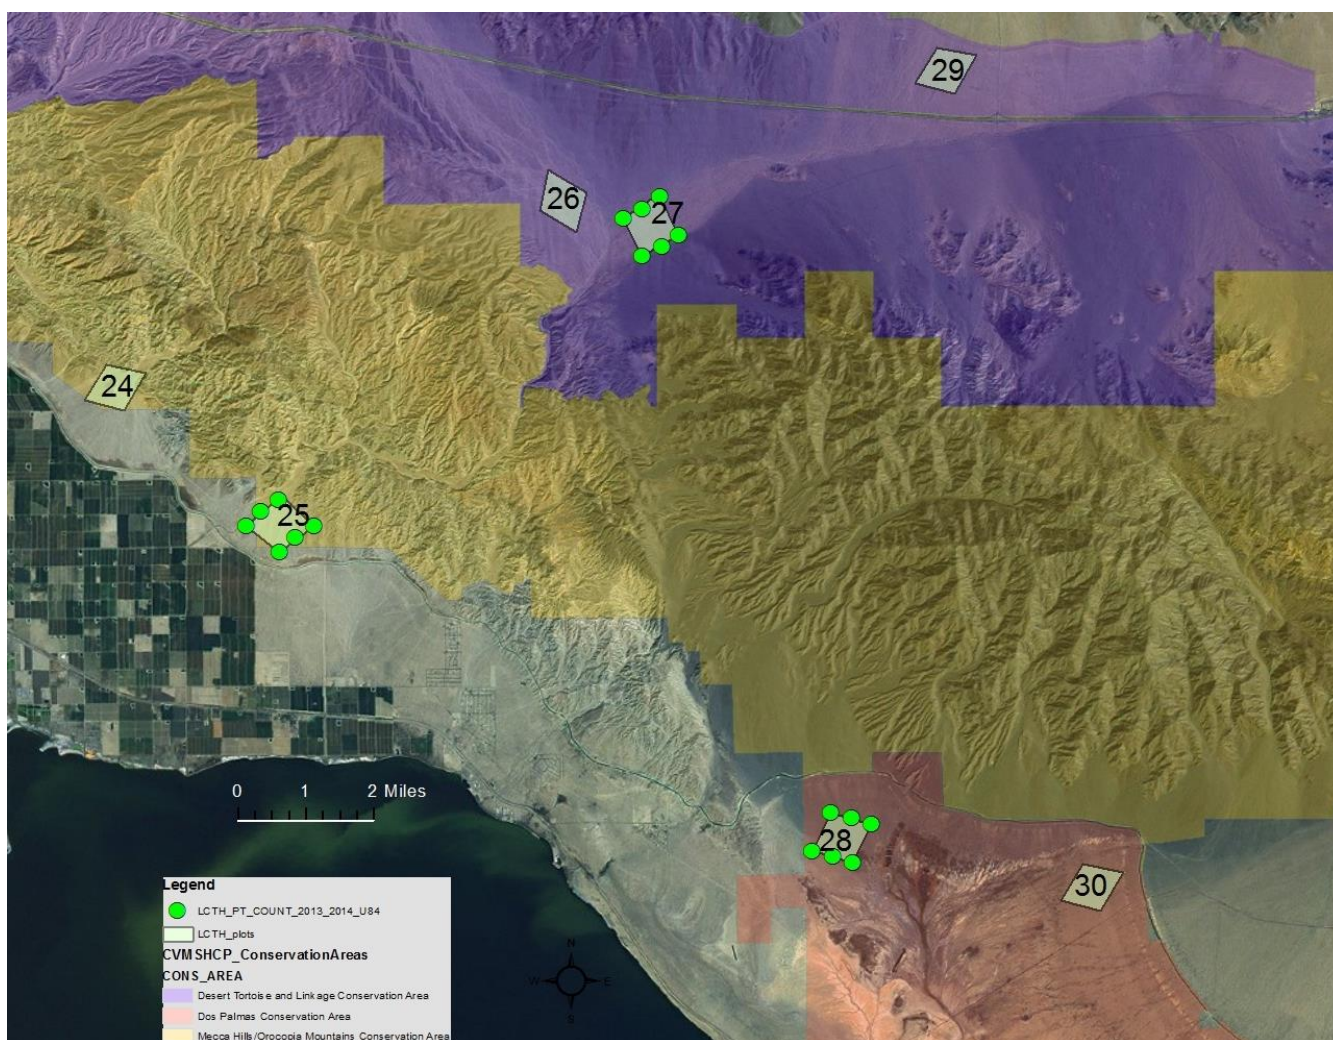 29
26
27
24
25
0 1 2 Miles
28
30
Legend
LCTH_PT_COUNT_2013_2014_U84
LCTH_plots
CVMSHCP_ConservationAreas
CONS_AREA
Desert Tortoise and Linkage Conservation Area
Dos Palmas Conservation Area
Mecca Hills/Orocopia Mountains Conservation Area
N
W E
S